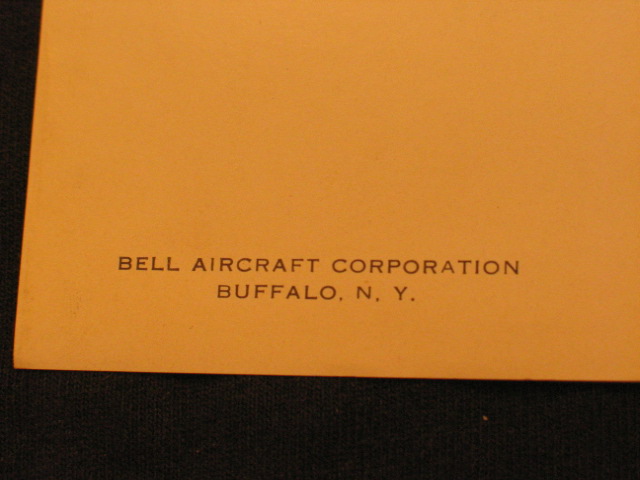 BELL AIRCRAFT CORPORATION
BUFFALO, N. Y.